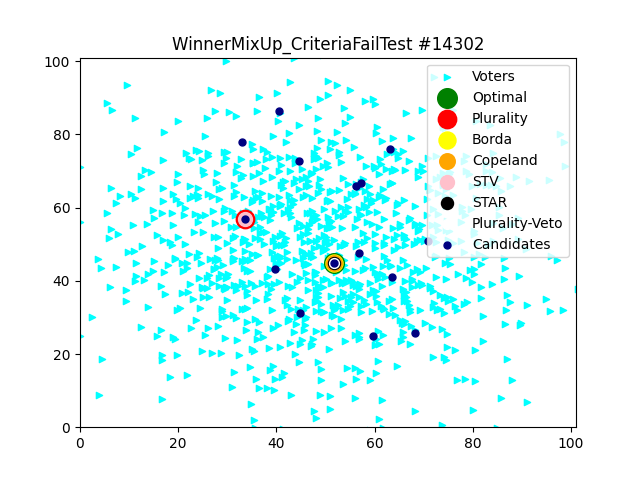 WinnerMixUp_CriteriaFailTest #14302
100
80
60
40
20
0
0
20
40
60
80
100
Voters
Optimal
Plurality
Borda
Copeland
STV
STAR
Plurality-Veto
Candidates